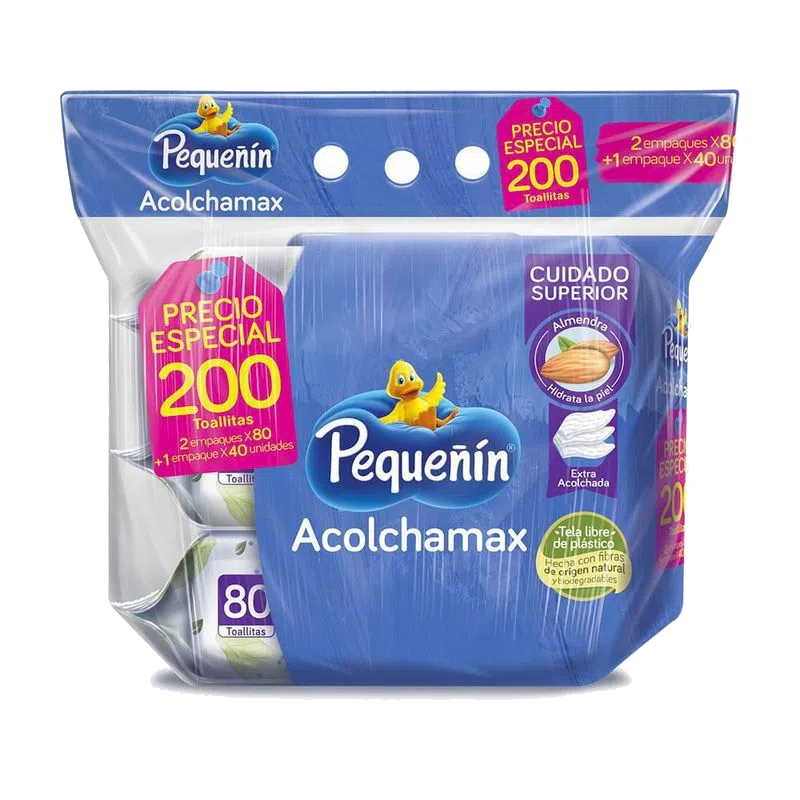 Pequeñín
Acolchamax
PRECIO
ESPECIAL
200
Toallitas
2 empaques X 80
+1 empaque X 40 un
PRECIO
ESPECIAL
200
Toallitas
2 empaques X 80
+1 empaque X 40 unidades
Toallitas
80
Toallitas
Pequeñín®
Acolchamax
CUIDADO
SUPERIOR
Almendra
Hidrata la piel
Extra
Acolchada
Tela libre
de plástico
Hecha con fibras
de origen natural
y biodegradables